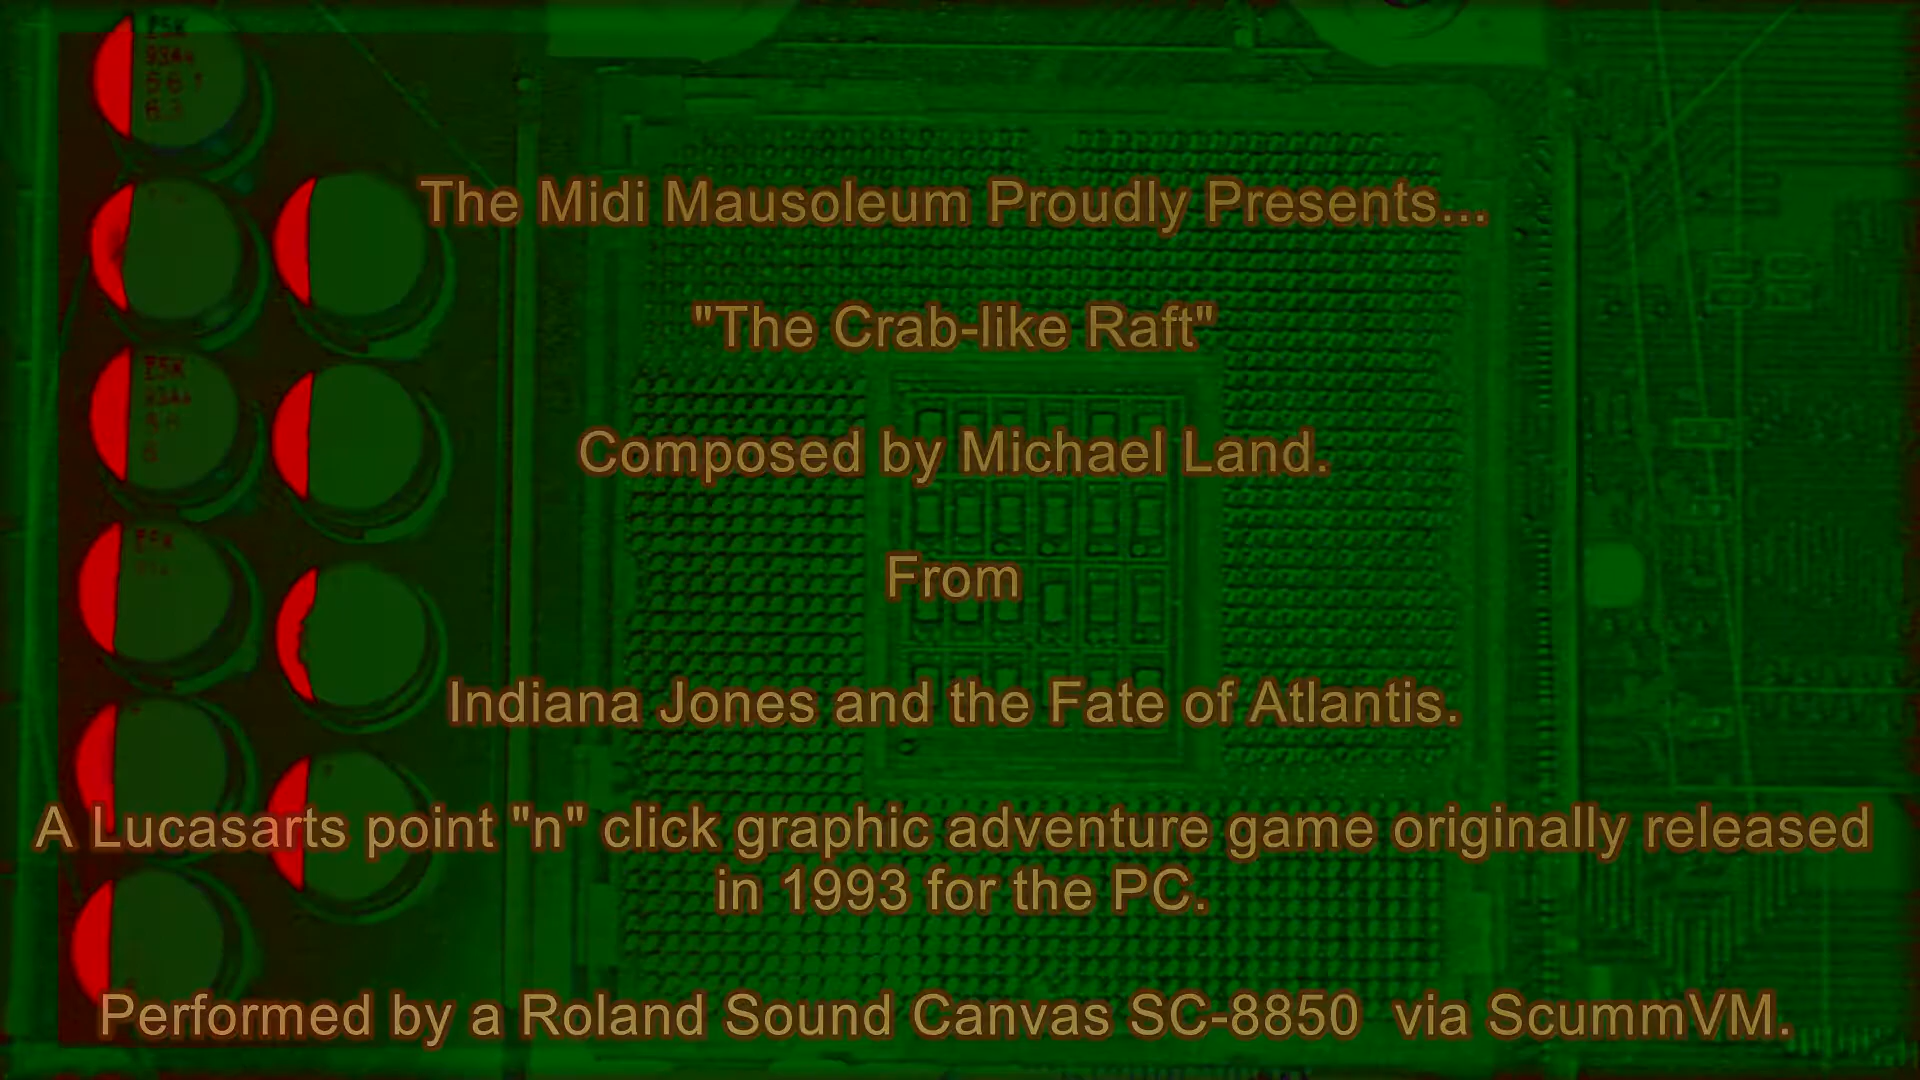 The Midi Mausoleum Proudly Presents...
"The Crab-like Raft"
Composed by Michael Land.
From
Indiana Jones and the Fate of Atlantis.
A Lucasarts point "n" click graphic adventure game originally released
in 1993 for the PC.
Performed by a Roland Sound Canvas SC-8850 via ScummVM.